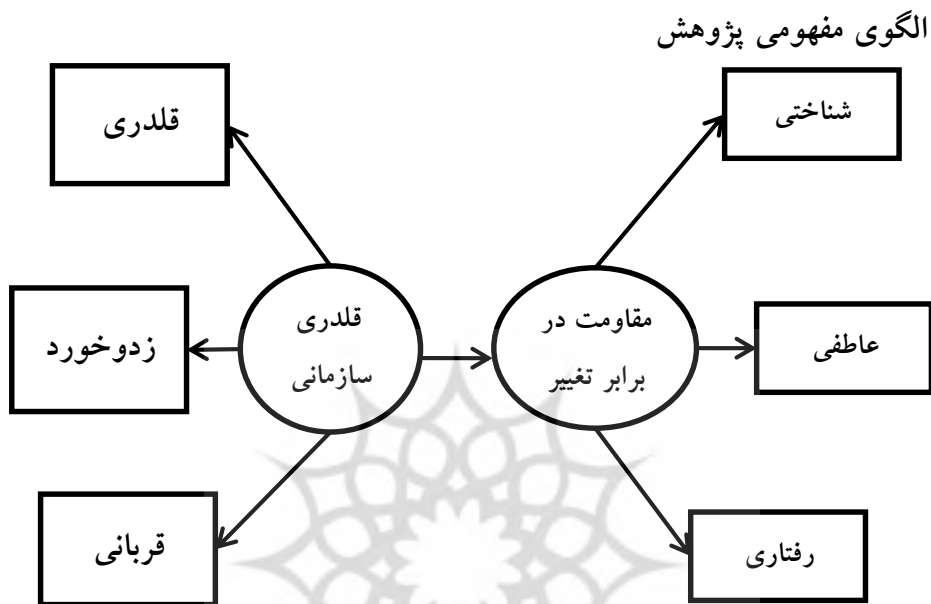 الگوی مفهومی پژوهش
شناختی
قلدری
مقاومت در
برابر تغییر
قلدری
سازمانی
عاطفی
زدوخورد
رفتاری
قربانی